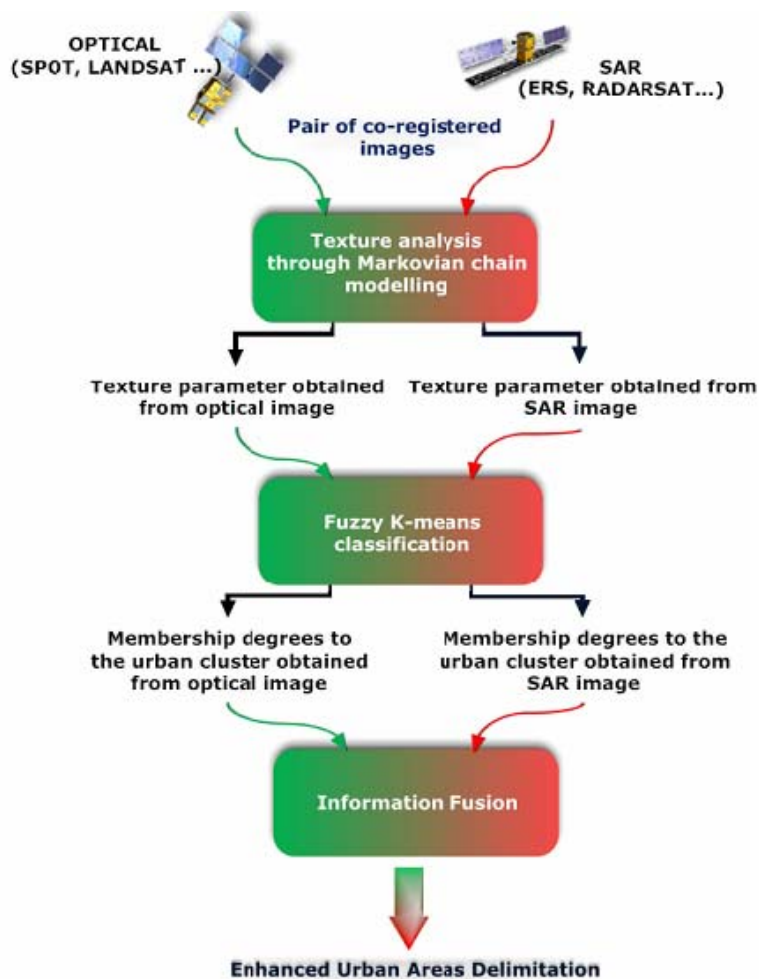 OPTICAL
(SPOT, LANDSAT ...)
SAR
(ERS, RADARSAT...)
Pair of co-registered
images
Texture analysis
through Markovian chain
modelling
Texture parameter obtained
from optical image
Texture parameter obtained from
SAR image
Fuzzy K-means
classification
Membership degrees to
the urban cluster obtained
from optical image
Membership degrees to the
urban cluster obtained from
SAR image
Information Fusion
Enhanced Urban Areas Delimitation